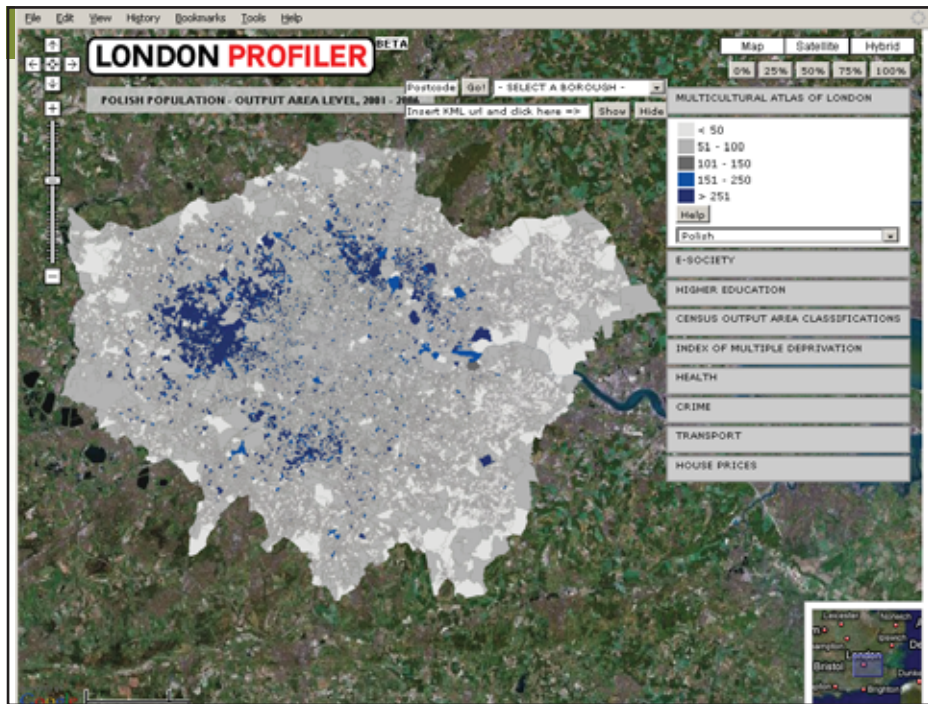 File Edit View History Bookmarks Tools Help
LONDON PROFILER BETA
Map Satellite Hybrid
0% 25% 50% 75% 100%
Postcode Go! - SELECT A BOROUGH -
POLISH POPULATION - OUTPUT AREA LEVEL, 2001 - 2006
Insert KML url and click here => Show Hide
MULTICULTURAL ATLAS OF LONDON
< 50
51 - 100
101 - 150
151 - 250
> 251
Help
Polish
E-SOCIETY
HIGHER EDUCATION
CENSUS OUTPUT AREA CLASSIFICATIONS
INDEX OF MULTIPLE DEPRIVATION
HEALTH
CRIME
TRANSPORT
HOUSE PRICES
Leicester Norwich
Ipswich
London
Bristol
Brighton